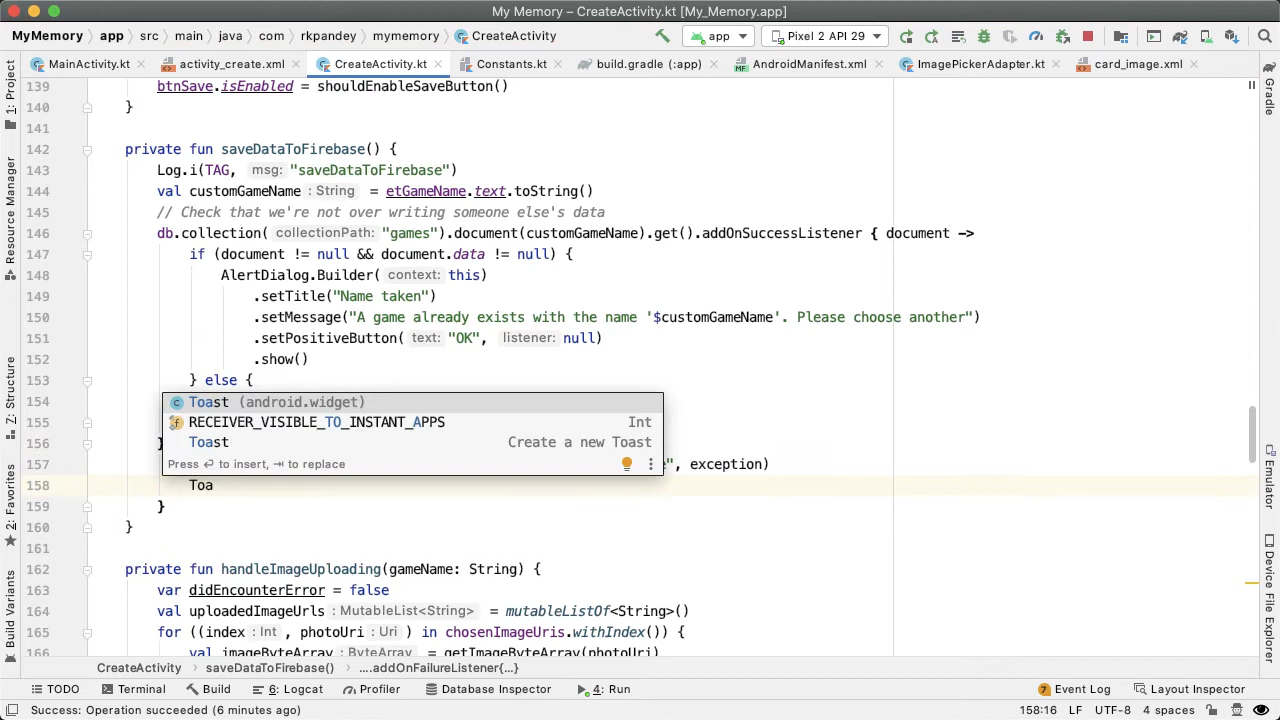 My Memory – CreateActivity.kt [My_Memory.app]
MyMemory app src main java com rkpandey mymemory CreateActivity app Pixel 2 API 29
MainActivity.kt activity_create.xml CreateActivity.kt Constants.kt build.gradle (:app) AndroidManifest.xml ImagePickerAdapter.kt card_image.xml
1: Project
Resource Manager
Z: Structure
2: Favorites
Build Variants
139 btnSave.isEnabled = shouldEnableSaveButton()
140 }
141
142 private fun saveDataToFirebase() {
143 Log.i(TAG, msg: "saveDataToFirebase")
144 val customGameName : String = etGameName.text.toString()
145 // Check that we're not over writing someone else's data
146 db.collection( collectionPath: "games").document(customGameName).get().addOnSuccessListener { document ->
147 if (document != null && document.data != null) {
148 AlertDialog.Builder( context: this)
149 .setTitle("Name taken")
150 .setMessage("A game already exists with the name '$customGameName'. Please choose another")
151 .setPositiveButton( text: "OK", listener: null)
152 .show()
153 } else {
154
155
156 }
157 ", exception)
158 Toa
159 }
160 }
161
162 private fun handleImageUploading(gameName: String) {
163 var didEncounterError = false
164 val uploadedImageUrls : MutableList<String> = mutableListOf<String>()
165 for ((index : Int , photoUri : Uri ) in chosenImageUris.withIndex()) {
166 val imageByteArray : ByteArray = getImageByteArray(photoUri)
Toast (android.widget)
RECEIVER_VISIBLE_TO_INSTANT_APPS Int
Toast Create a new Toast
Press ↩ to insert, ⇥ to replace
Gradle
Emulator
Device File Explorer
CreateActivity saveDataToFirebase() ….addOnFailureListener{…}
TODO Terminal Build 6: Logcat Profiler Database Inspector 4: Run 7 Event Log Layout Inspector
Success: Operation succeeded (6 minutes ago) 158:16 LF UTF-8 4 spaces